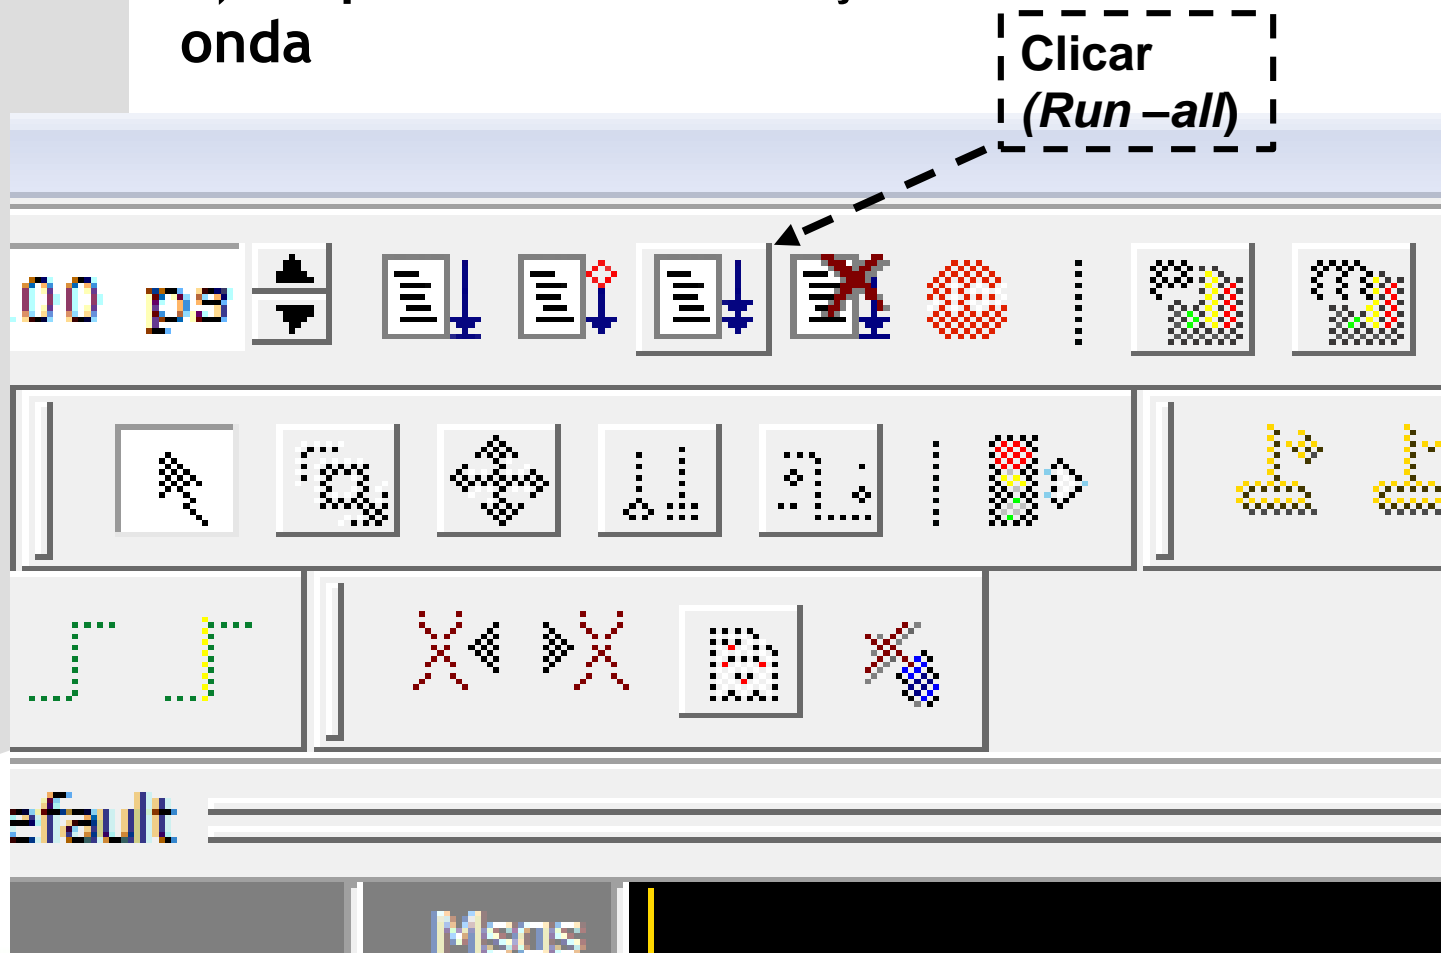 onda
Clicar
(Run –all)
00 ps
efault
Msgs